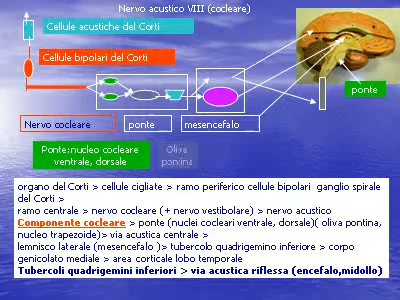 Nervo acustico VIII (cocleare)
Cellule acustiche del Corti
Cellule bipolari del Corti
ponte
Nervo cocleare
ponte
mesencefalo
Ponte:nucleo cocleare
ventrale, dorsale
Oliva
pontina
organo del Corti > cellule cigliate > ramo periferico cellule bipolari ganglio spirale
del Corti >
ramo centrale > nervo cocleare (+ nervo vestibolare) > nervo acustico
Componente cocleare > ponte (nuclei cocleari ventrale, dorsale)( oliva pontina,
nucleo trapezoide)> via acustica centrale >
lemnisco laterale (mesencefalo )> tubercolo quadrigemino inferiore > corpo
genicolato mediale > area corticale lobo temporale
Tubercoli quadrigemini inferiori > via acustica riflessa (encefalo,midollo)